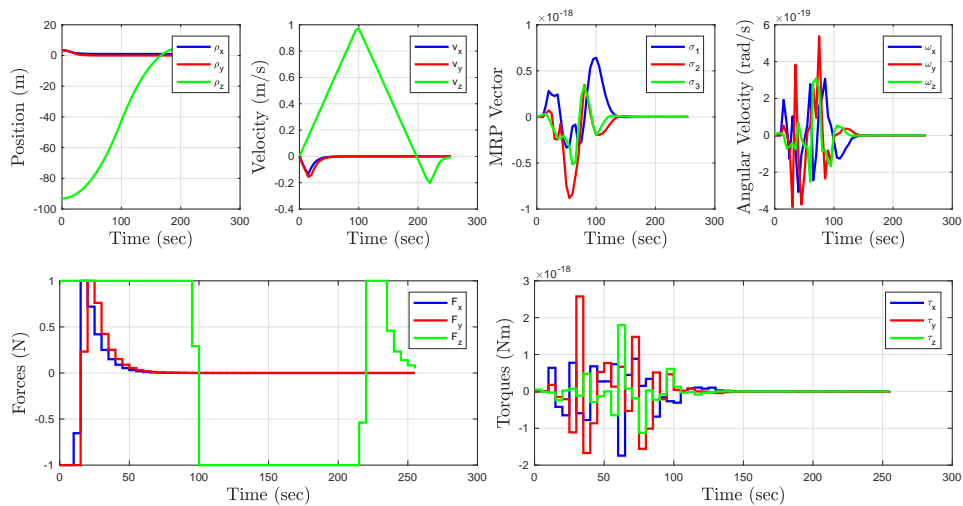 20
0
-20
-40
-60
-80
-100
0
100
200
300
Position (m)
Time (sec)
ρx
ρy
ρz
1
0.8
0.6
0.4
0.2
0
-0.2
-0.4
0
100
200
300
Velocity (m/s)
Time (sec)
vx
vy
vz
×10-18
1
0.5
0
-0.5
-1
0
100
200
300
MRP Vector
Time (sec)
σ1
σ2
σ3
×10-19
6
4
2
0
-2
-4
0
100
200
300
Angular Velocity (rad/s)
Time (sec)
ωx
ωy
ωz
1
0.5
0
-0.5
-1
0
50
100
150
200
250
300
Forces (N)
Time (sec)
Fx
Fy
Fz
×10-18
3
2
1
0
-1
-2
0
50
100
150
200
250
300
Torques (Nm)
Time (sec)
τx
τy
τz